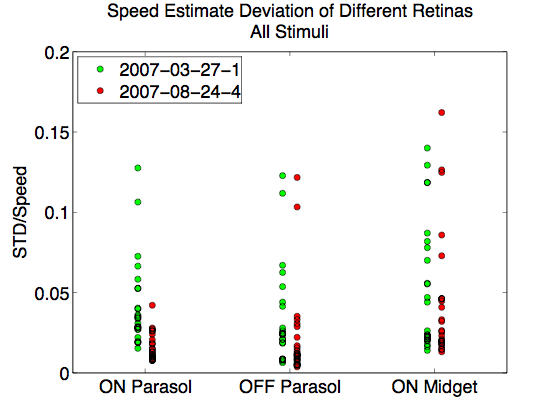 Speed Estimate Deviation of Different Retinas
All Stimuli
0.2
2007-03-27-1
2007-08-24-4
0.15
STD/Speed
0.1
0.05
0
ON Parasol
OFF Parasol
ON Midget